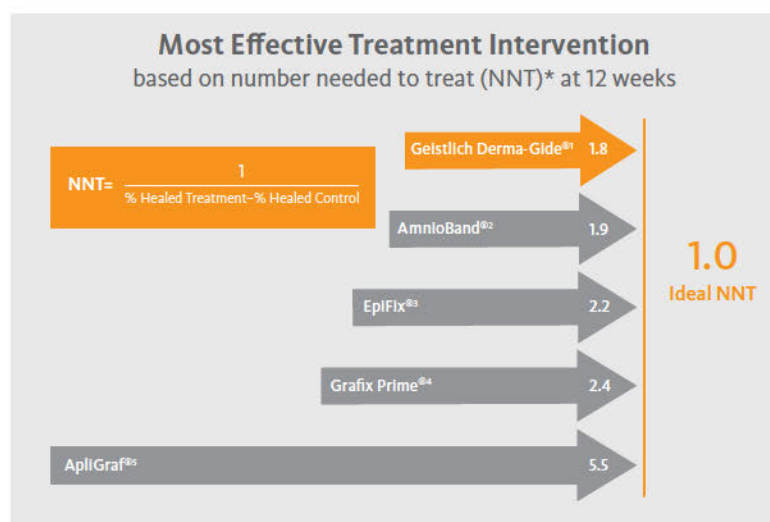 Most Effective Treatment Intervention
based on number needed to treat (NNT)* at 12 weeks
NNT= 1
% Healed Treatment–% Healed Control
Geistlich Derma-Gide®1 1.8
AmnioBand®2 1.9
EpiFix®3 2.2
Grafix Prime®4 2.4
ApliGraf®5 5.5
1.0
Ideal NNT